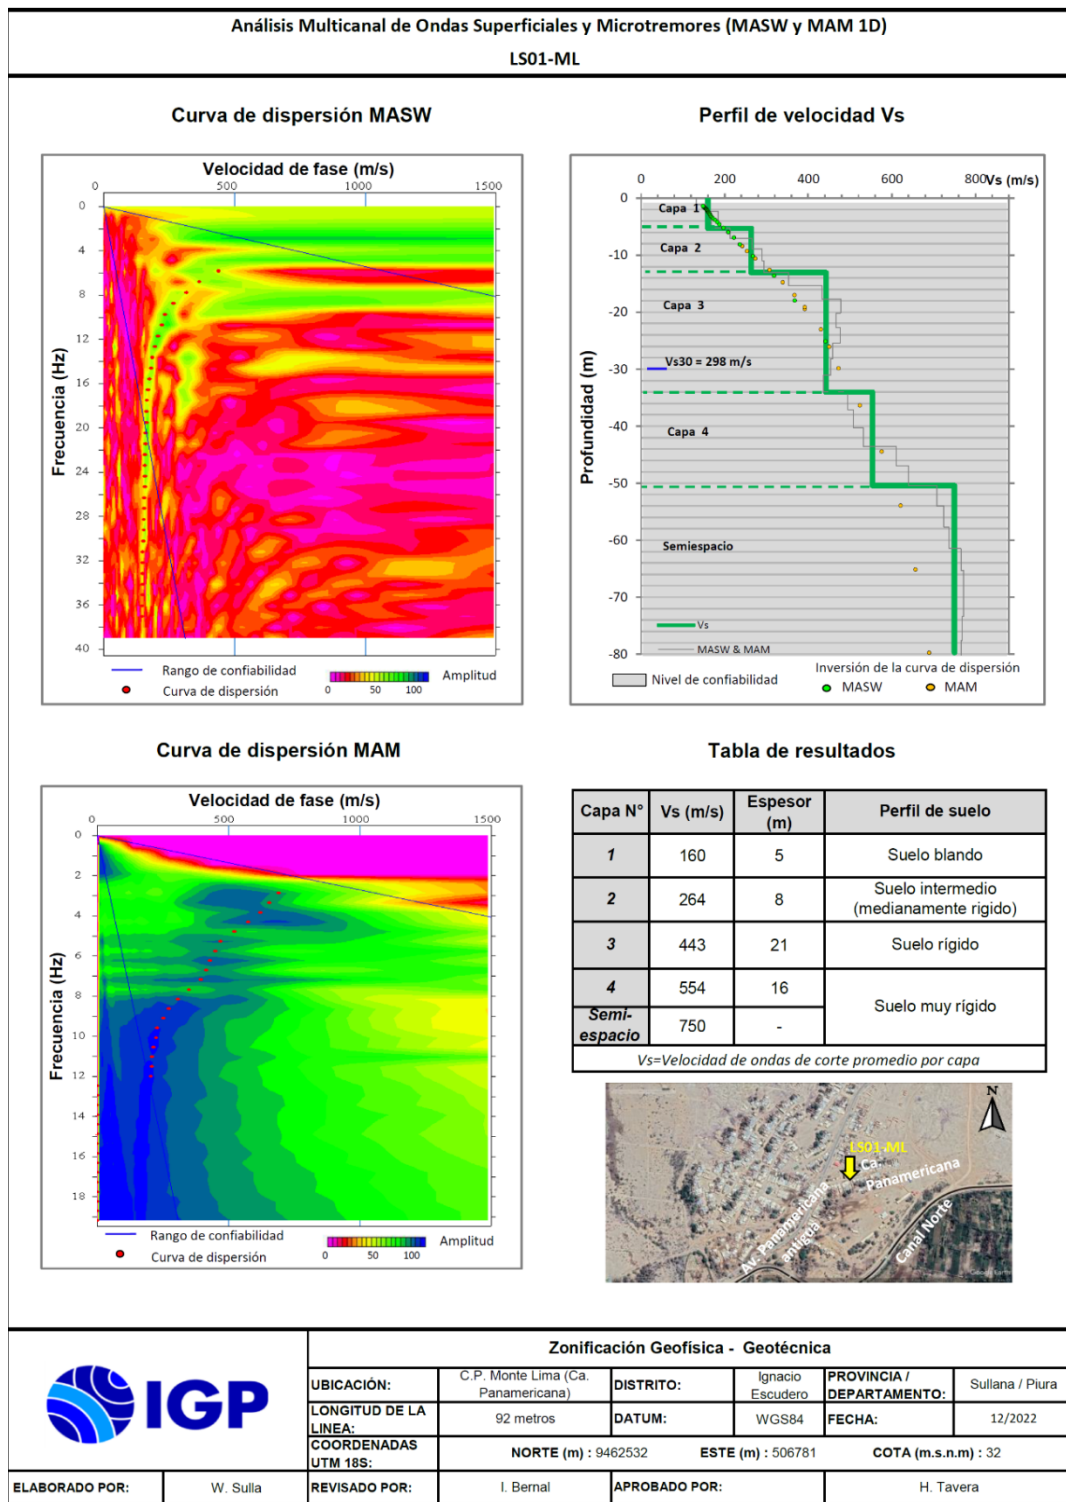 Análisis Multicanal de Ondas Superficiales y Microtremores (MASW y MAM 1D)
LS01-ML
Curva de dispersión MASW
Velocidad de fase (m/s)
0 500 1000 1500
Frecuencia (Hz)
0
4
8
12
16
20
24
28
32
36
40
Rango de confiabilidad
Curva de dispersión
0 50 100
Amplitud
Perfil de velocidad Vs
0 200 400 600 800 Vs (m/s)
Profundidad (m)
0
-10
-20
-30
-40
-50
-60
-70
-80
Capa 1
Capa 2
Capa 3
Vs30 = 298 m/s
Capa 4
Semiespacio
Vs
MASW & MAM
Nivel de confiabilidad
Inversión de la curva de dispersión
MASW
MAM
Curva de dispersión MAM
Velocidad de fase (m/s)
0 500 1000 1500
Frecuencia (Hz)
0
2
4
6
8
10
12
14
16
18
Rango de confiabilidad
Curva de dispersión
0 50 100
Amplitud
Tabla de resultados
Capa N° Vs (m/s) Espesor (m) Perfil de suelo
1 160 5 Suelo blando
2 264 8 Suelo intermedio (medianamente rigido)
3 443 21 Suelo rígido
4 554 16 Suelo muy rígido
Semi-espacio 750 -
Vs=Velocidad de ondas de corte promedio por capa
N
LS01-ML
Ca. Panamericana
Av. Panamericana antigua
Canal Norte
IGP
Zonificación Geofísica - Geotécnica
UBICACIÓN: C.P. Monte Lima (Ca. Panamericana) DISTRITO: Ignacio Escudero PROVINCIA / DEPARTAMENTO: Sullana / Piura
LONGITUD DE LA LINEA: 92 metros DATUM: WGS84 FECHA: 12/2022
COORDENADAS UTM 18S: NORTE (m) : 9462532 ESTE (m) : 506781 COTA (m.s.n.m) : 32
ELABORADO POR: W. Sulla REVISADO POR: I. Bernal APROBADO POR: H. Tavera